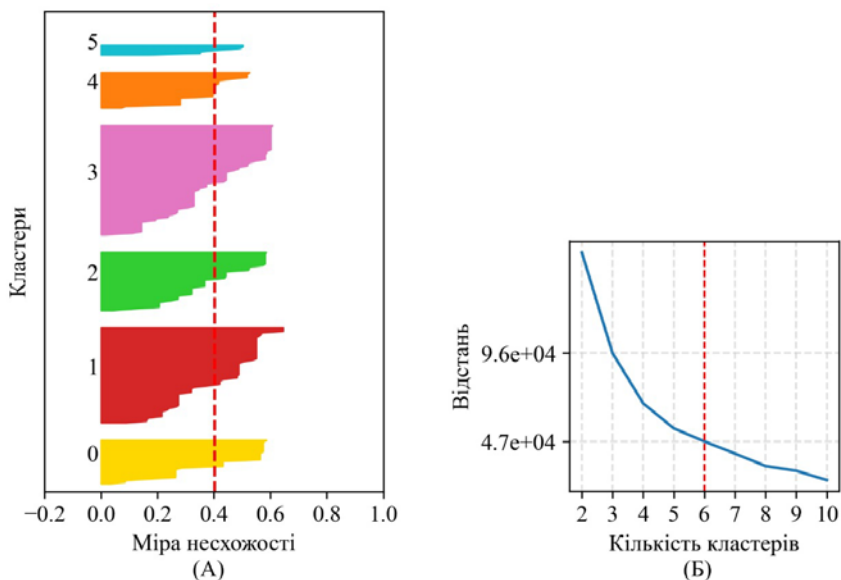 Кластери
5
4
3
2
1
0
−0.2 0.0 0.2 0.4 0.6 0.8 1.0
Міра несхожості
(А)
Відстань
9.6e+04
4.7e+04
2 3 4 5 6 7 8 9 10
Кількість кластерів
(Б)